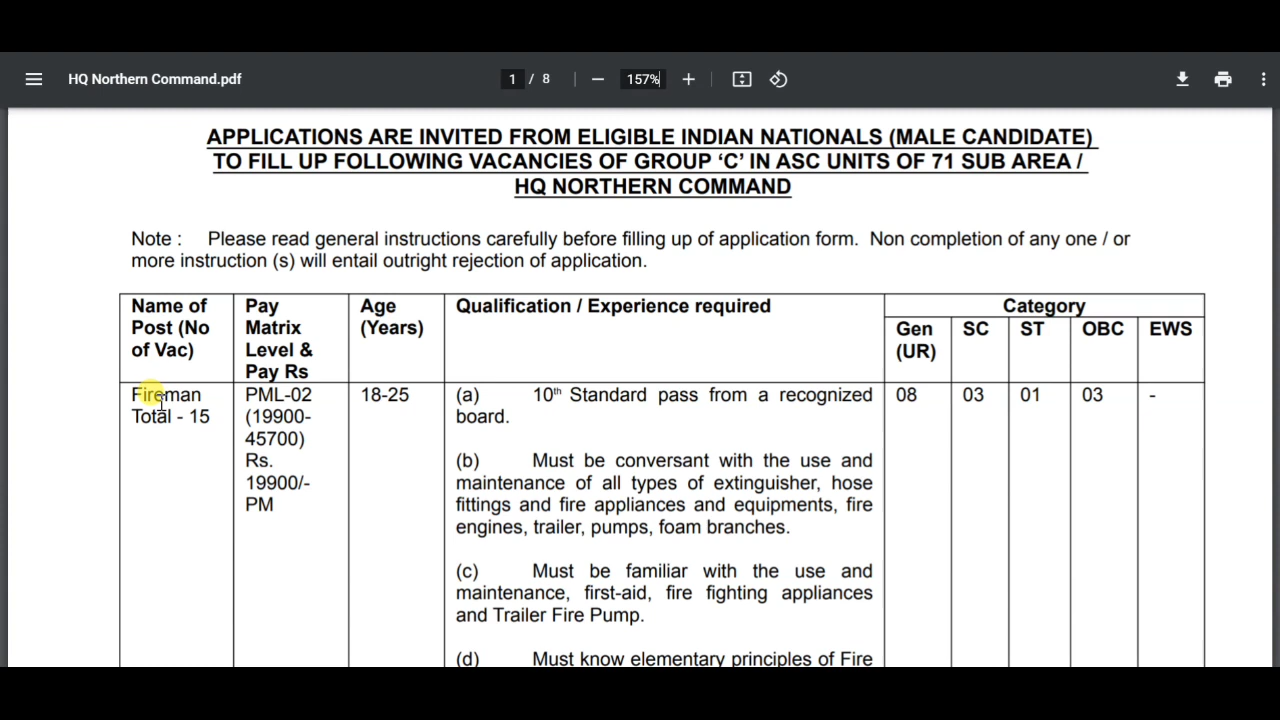 HQ Northern Command.pdf
1 / 8
157%
APPLICATIONS ARE INVITED FROM ELIGIBLE INDIAN NATIONALS (MALE CANDIDATE)
TO FILL UP FOLLOWING VACANCIES OF GROUP ‘C’ IN ASC UNITS OF 71 SUB AREA /
HQ NORTHERN COMMAND
Note : Please read general instructions carefully before filling up of application form. Non completion of any one / or
more instruction (s) will entail outright rejection of application.
Name of
Post (No
of Vac)
Pay
Matrix
Level &
Pay Rs
Age
(Years)
Qualification / Experience required
Category
Gen
(UR)
SC
ST
OBC
EWS
Fireman
Total - 15
PML-02
(19900-
45700)
Rs.
19900/-
PM
18-25
(a) 10th Standard pass from a recognized
board.
(b) Must be conversant with the use and
maintenance of all types of extinguisher, hose
fittings and fire appliances and equipments, fire
engines, trailer, pumps, foam branches.
(c) Must be familiar with the use and
maintenance, first-aid, fire fighting appliances
and Trailer Fire Pump.
(d) Must know elementary principles of Fire
08
03
01
03
-